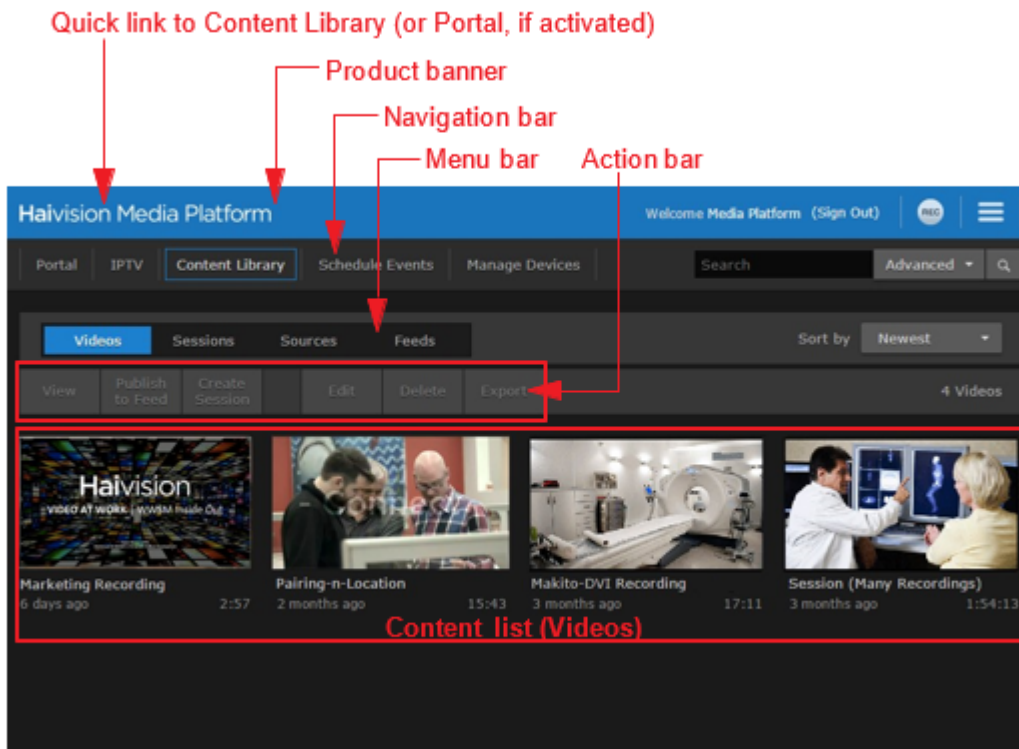 Quick link to Content Library (or Portal, if activated)
Product banner
Navigation bar
Menu bar
Action bar
Haivision Media Platform
Welcome Media Platform (Sign Out)
REC
Portal IPTV Content Library Schedule Events Manage Devices
Search
Advanced
Videos Sessions Sources Feeds
Sort by Newest
View Publish to Feed Create Session Edit Delete Export
4 Videos
Haivision
VIDEO AT WORK | WWSM Inside Out
Connect
Marketing Recording
6 days ago 2:57
Pairing-n-Location
2 months ago 15:43
Makito-DVI Recording
3 months ago 17:11
Session (Many Recordings)
3 months ago 1:54:13
Content list (Videos)